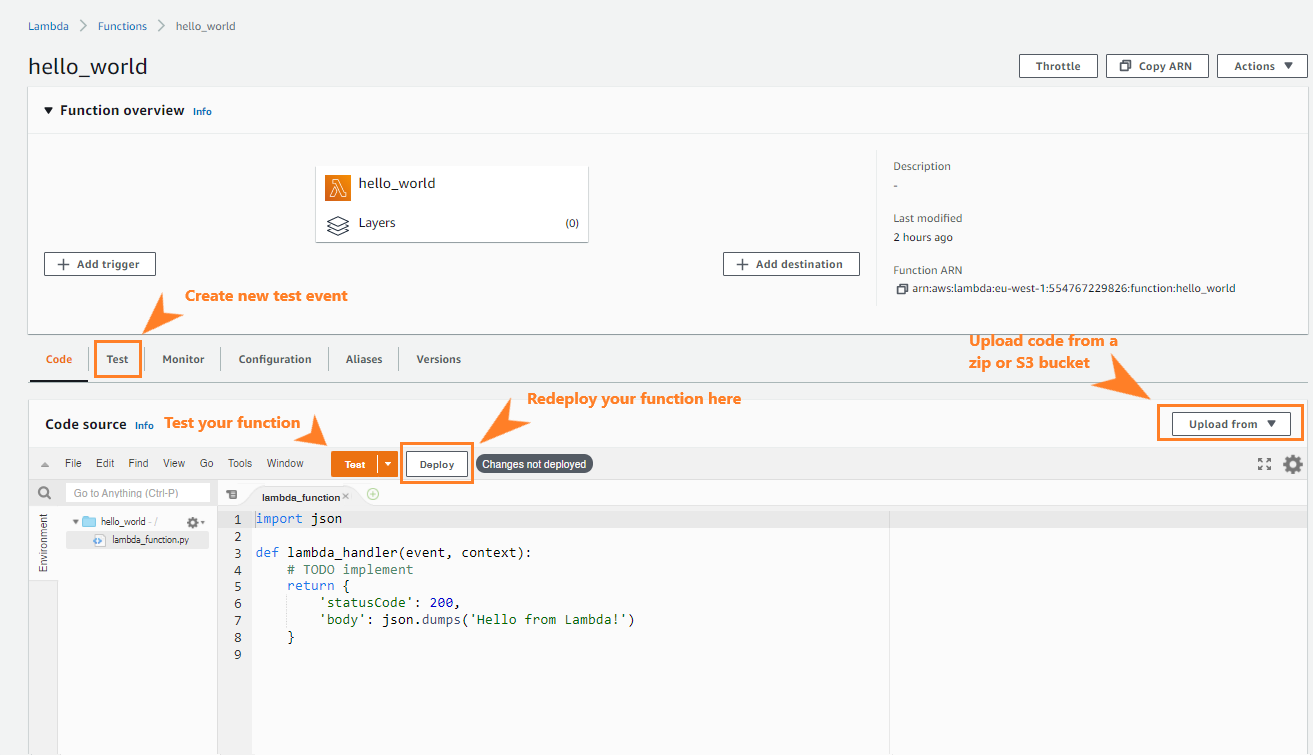 Lambda > Functions > hello_world
hello_world
Throttle
Copy ARN
Actions
Function overview Info
hello_world
Layers (0)
Add trigger
Add destination
Description
-
Last modified
2 hours ago
Function ARN
arn:aws:lambda:eu-west-1:554767229826:function:hello_world
Create new test event
Upload code from a
zip or S3 bucket
Code Test Monitor Configuration Aliases Versions
Redeploy your function here
Code source Info
Test your function
Upload from
File Edit Find View Go Tools Window
Test
Deploy
Changes not deployed
Go to Anything (Ctrl-P)
lambda_function
Environment
hello_world - /
lambda_function.py
1 import json
2
3 def lambda_handler(event, context):
4     # TODO implement
5     return {
6         'statusCode': 200,
7         'body': json.dumps('Hello from Lambda!')
8     }
9